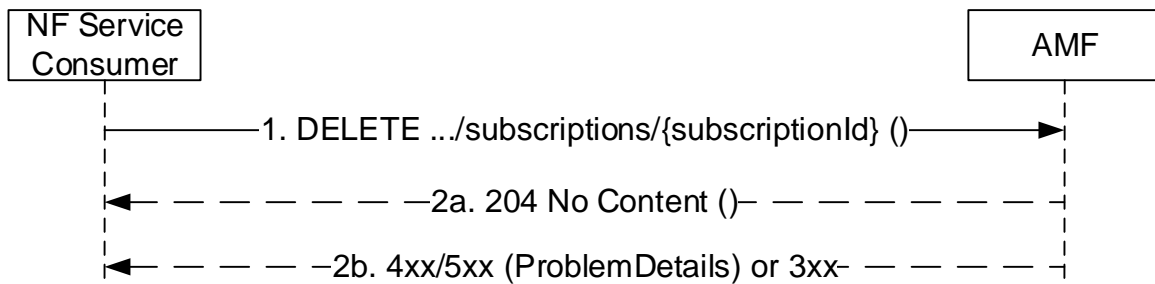 NF Service
Consumer
AMF
1. DELETE .../subscriptions/{subscriptionId} ()
2a. 204 No Content ()
2b. 4xx/5xx (ProblemDetails) or 3xx